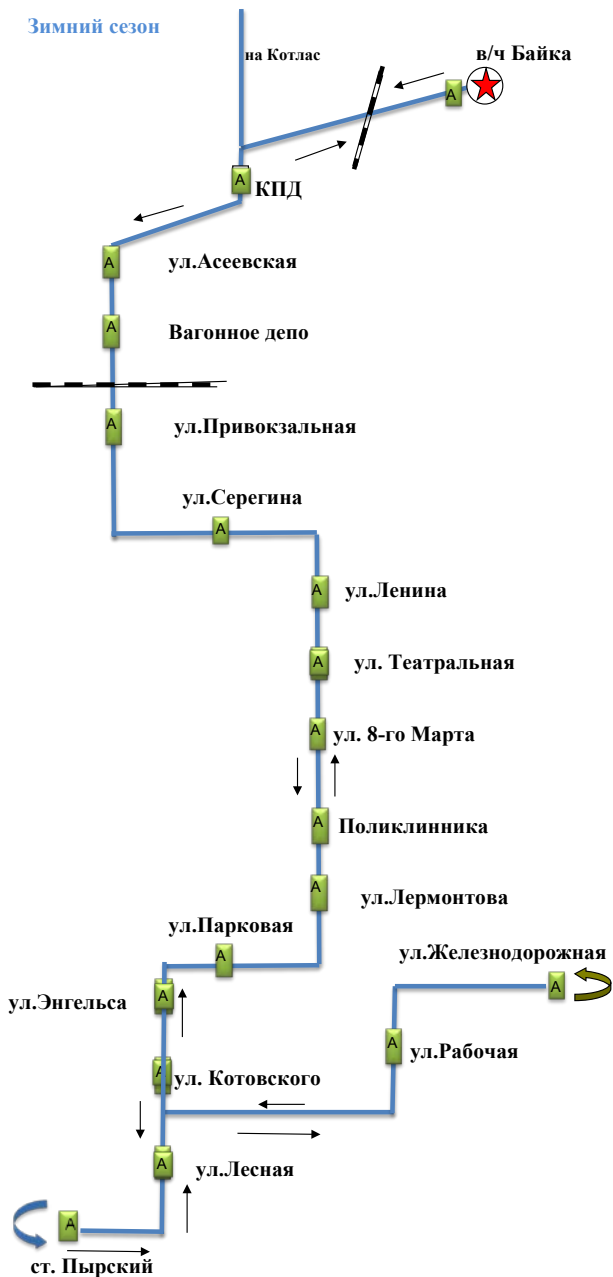 Зимний сезон
на Котлас
в/ч Байка
А
А
КПД
А
ул.Асеевская
А
Вагонное депо
А
ул.Привокзальная
ул.Серегина
А
А
ул.Ленина
А
ул. Театральная
А
ул. 8-го Марта
А
Поликлинника
А
ул.Лермонтова
ул.Парковая
А
ул.Железнодорожная
А
ул.Энгельса
А
А
ул.Рабочая
А
ул. Котовского
А
ул.Лесная
А
ст. Пырский